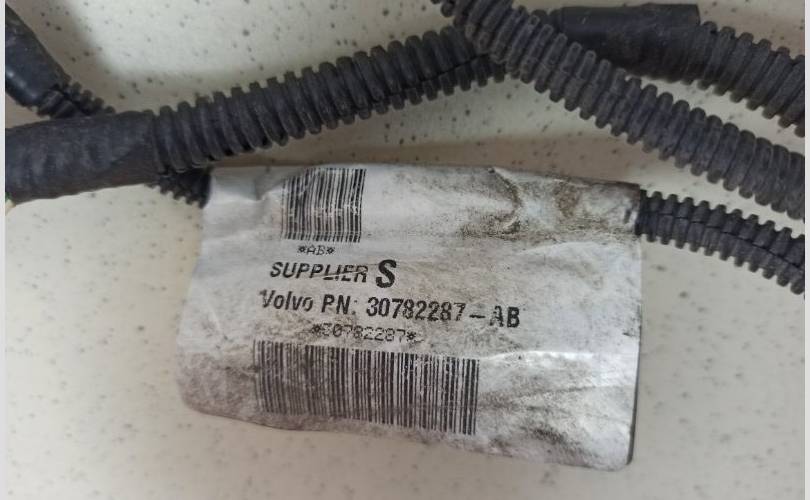 *AB*
SUPPLIER S
Volvo PN: 30782287-AB
*30782287*